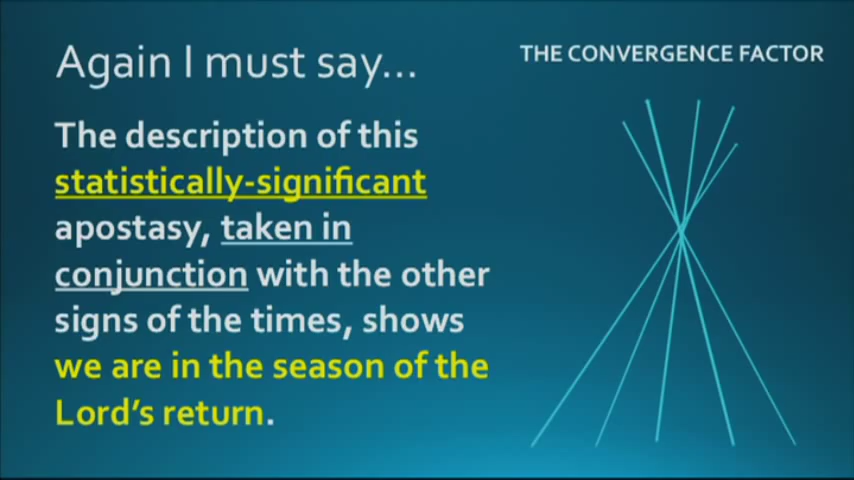 Again I must say...
THE CONVERGENCE FACTOR
The description of this
statistically-significant
apostasy, taken in
conjunction with the other
signs of the times, shows
we are in the season of the
Lord's return.